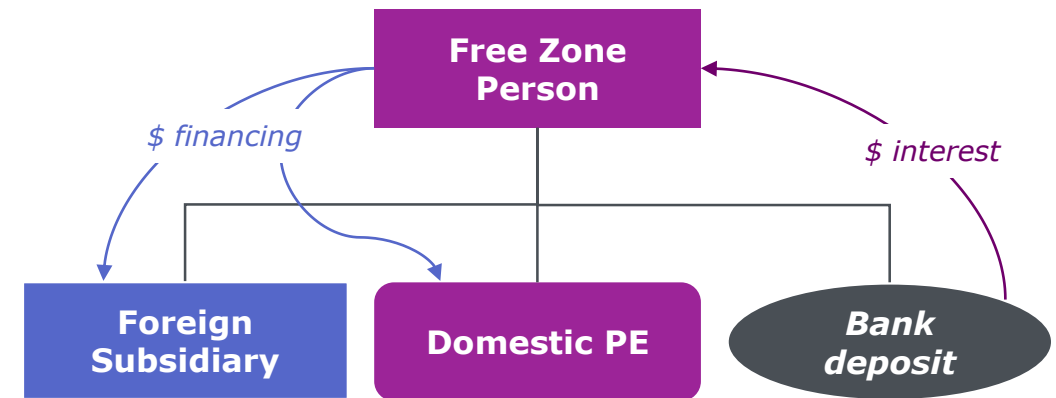 Free Zone
Person
$ financing
$ interest
Foreign
Subsidiary
Domestic PE
Bank
deposit